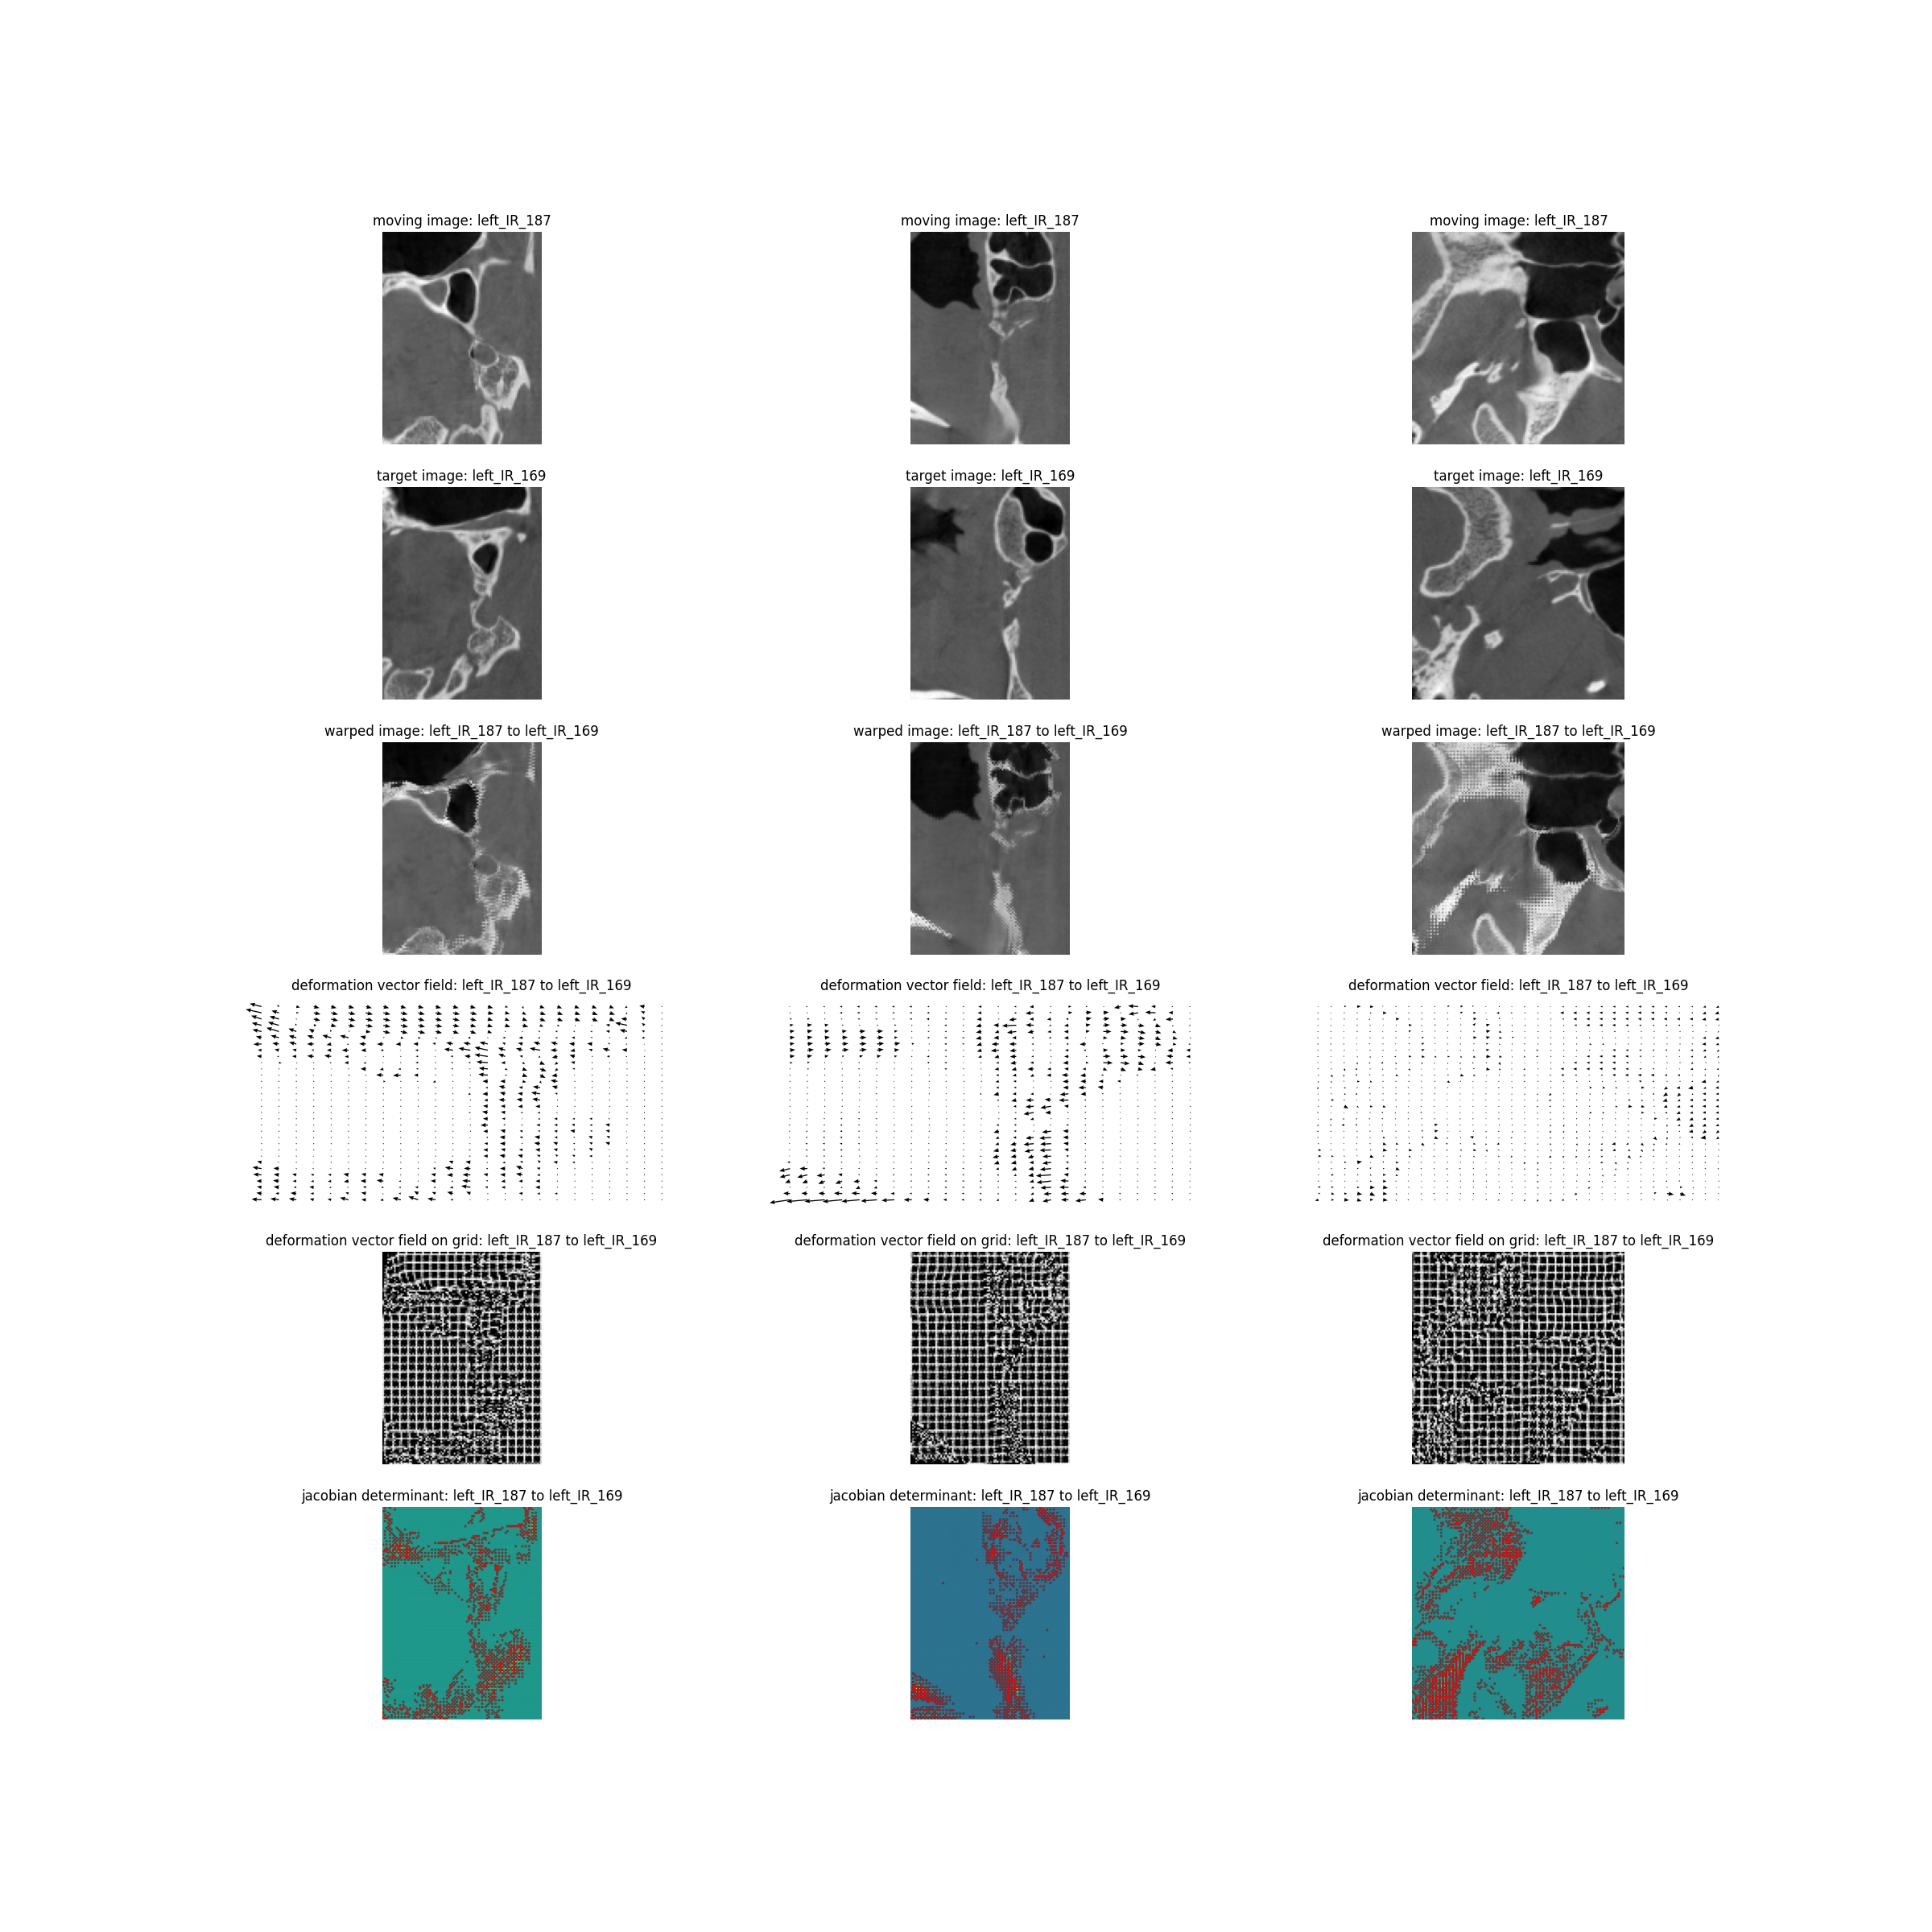 moving image: left_IR_187
moving image: left_IR_187
moving image: left_IR_187
target image: left_IR_169
target image: left_IR_169
target image: left_IR_169
warped image: left_IR_187 to left_IR_169
warped image: left_IR_187 to left_IR_169
warped image: left_IR_187 to left_IR_169
deformation vector field: left_IR_187 to left_IR_169
deformation vector field: left_IR_187 to left_IR_169
deformation vector field: left_IR_187 to left_IR_169
deformation vector field on grid: left_IR_187 to left_IR_169
deformation vector field on grid: left_IR_187 to left_IR_169
deformation vector field on grid: left_IR_187 to left_IR_169
jacobian determinant: left_IR_187 to left_IR_169
jacobian determinant: left_IR_187 to left_IR_169
jacobian determinant: left_IR_187 to left_IR_169